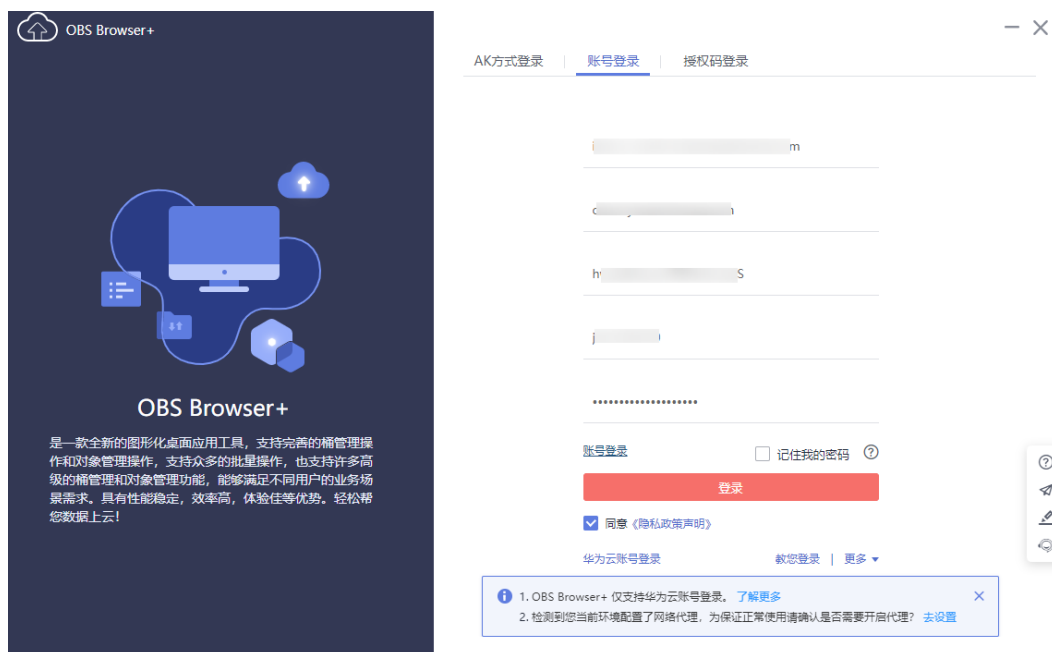 OBS Browser+
AK方式登录
账号登录
授权码登录
OBS Browser+
是一款全新的图形化桌面应用工具，支持完善的桶管理操
作和对象管理操作，支持众多的批量操作，也支持许多高
级的桶管理和对象管理功能，能够满足不同用户的业务场
景需求。具有性能稳定，效率高，体验佳等优势。轻松帮
您数据上云！
账号登录
记住我的密码
登录
同意《隐私政策声明》
华为云账号登录
教您登录 | 更多
1. OBS Browser+ 仅支持华为云账号登录。 了解更多
2. 检测到您当前环境配置了网络代理，为保证正常使用请确认是否需要开启代理？ 去设置